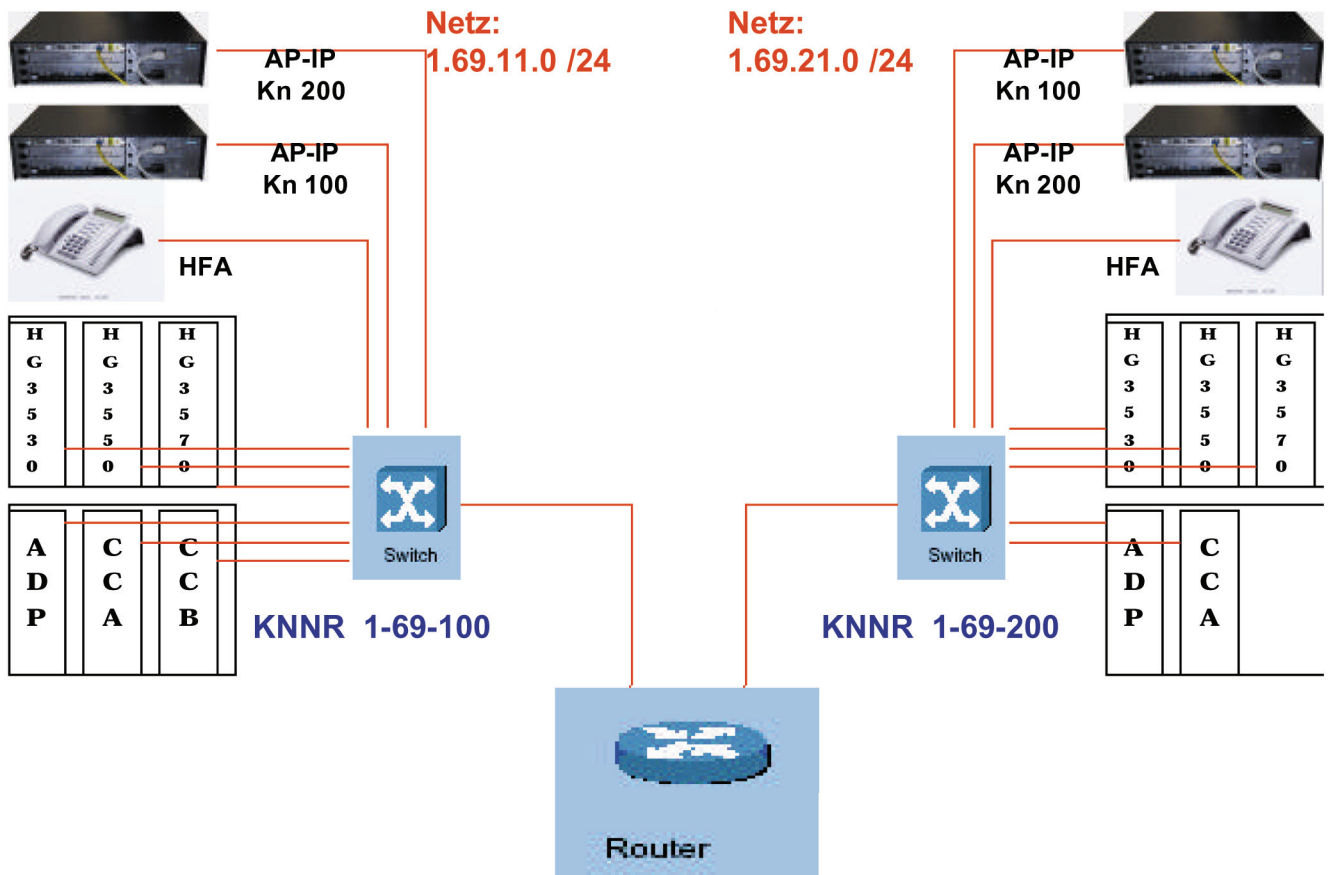 Netz:
1.69.11.0 /24
Netz:
1.69.21.0 /24
AP-IP
Kn 200
AP-IP
Kn 100
HFA
AP-IP
Kn 100
AP-IP
Kn 200
HFA
HG3530
HG3550
HG3570
HG3530
HG3550
HG3570
ADP
CCA
CCB
ADP
CCA
Switch
Switch
KNNR 1-69-100
KNNR 1-69-200
Router